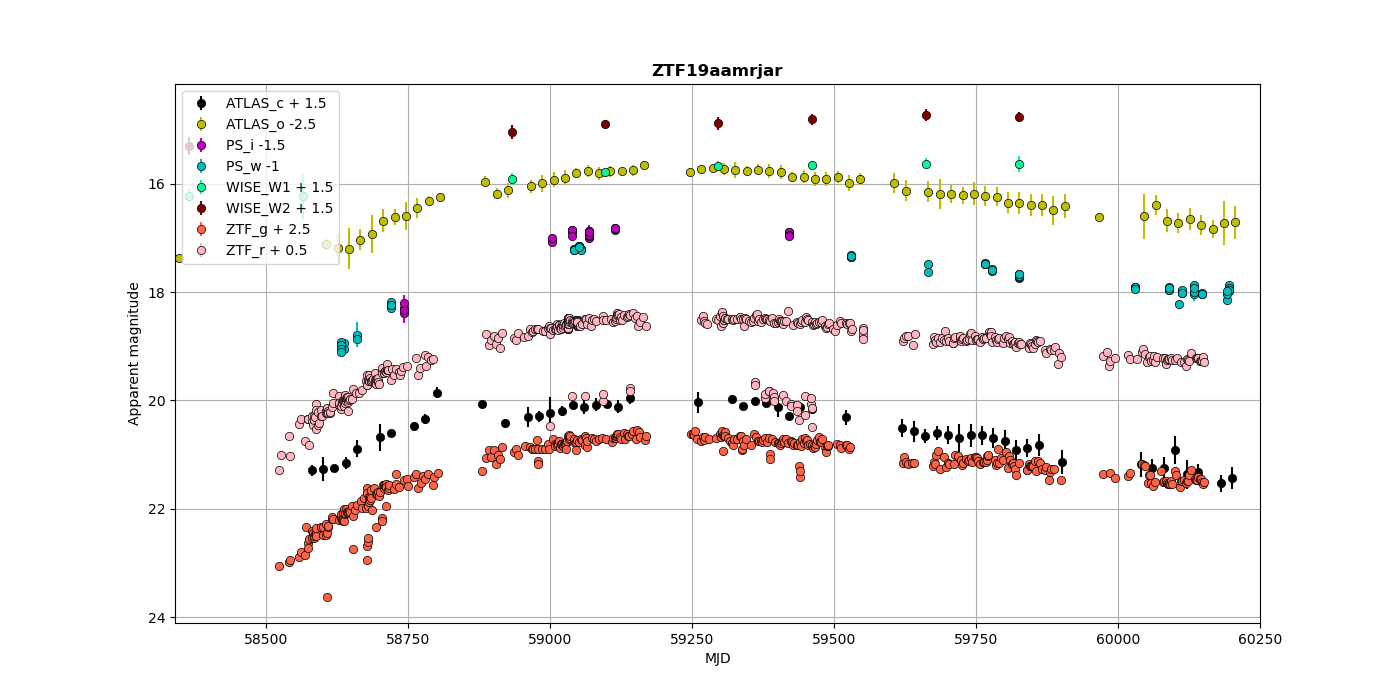 ZTF19aamrjar
ATLAS_c + 1.5
ATLAS_o -2.5
PS_i -1.5
PS_w -1
WISE_W1 + 1.5
WISE_W2 + 1.5
ZTF_g + 2.5
ZTF_r + 0.5
Apparent magnitude
16
18
20
22
24
58500 58750 59000 59250 59500 59750 60000 60250
MJD